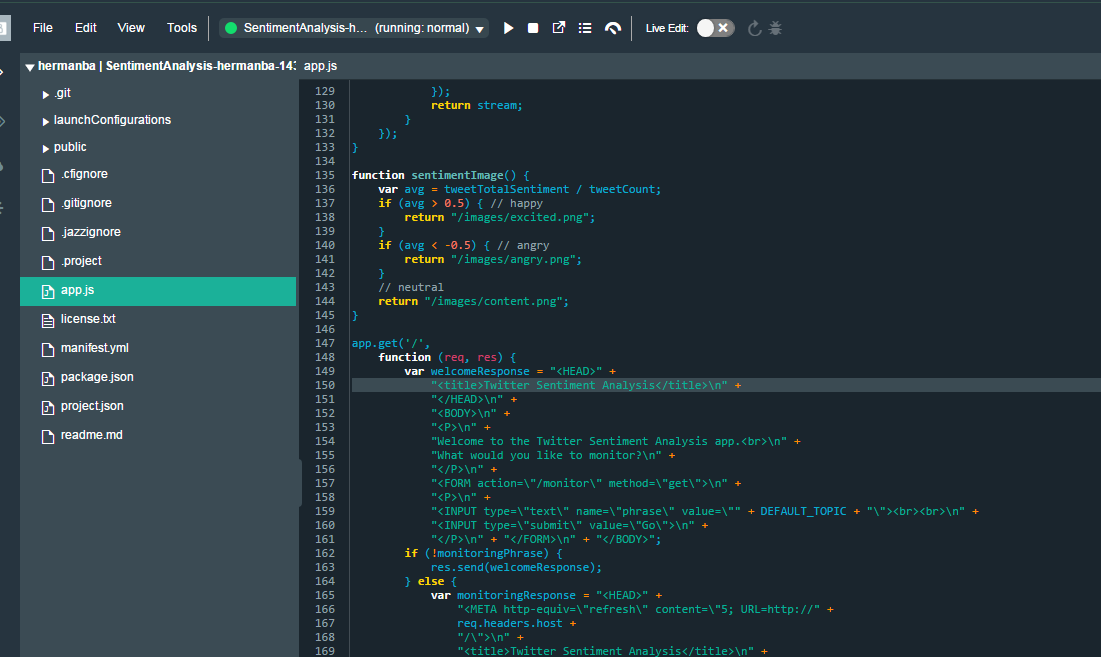 File Edit View Tools SentimentAnalysis-h... (running: normal) Live Edit:
hermanba | SentimentAnalysis-hermanba-14: app.js
.git
launchConfigurations
public
.cfignore
.gitignore
.jazzignore
.project
app.js
license.txt
manifest.yml
package.json
project.json
readme.md
129 });
130 return stream;
131 }
132 });
133 }
134
135 function sentimentImage() {
136 var avg = tweetTotalSentiment / tweetCount;
137 if (avg > 0.5) { // happy
138 return "/images/excited.png";
139 }
140 if (avg < -0.5) { // angry
141 return "/images/angry.png";
142 }
143 // neutral
144 return "/images/content.png";
145 }
146
147 app.get('/',
148 function (req, res) {
149 var welcomeResponse = "<HEAD>" +
150 "<title>Twitter Sentiment Analysis</title>\n" +
151 "</HEAD>\n" +
152 "<BODY>\n" +
153 "<P>\n" +
154 "Welcome to the Twitter Sentiment Analysis app.<br>\n" +
155 "What would you like to monitor?\n" +
156 "</P>\n" +
157 "<FORM action=\"/monitor\" method=\"get\">\n" +
158 "<P>\n" +
159 "<INPUT type=\"text\" name=\"phrase\" value=\"" + DEFAULT_TOPIC + "\"><br><br>\n" +
160 "<INPUT type=\"submit\" value=\"Go\">\n" +
161 "</P>\n" + "</FORM>\n" + "</BODY>";
162 if (!monitoringPhrase) {
163 res.send(welcomeResponse);
164 } else {
165 var monitoringResponse = "<HEAD>" +
166 "<META http-equiv=\"refresh\" content=\"5; URL=http://" +
167 req.headers.host +
168 "/\">\n" +
169 "<title>Twitter Sentiment Analysis</title>\n" +